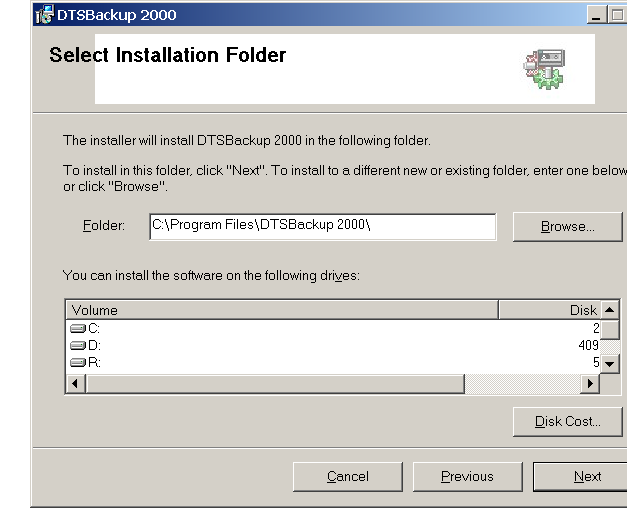 DTSBackup 2000
Select Installation Folder
The installer will install DTSBackup 2000 in the following folder.
To install in this folder, click "Next". To install to a different new or existing folder, enter one below
or click "Browse".
Folder: C:\Program Files\DTSBackup 2000\ Browse...
You can install the software on the following drives:
Volume Disk
C: 2
D: 409
R: 5
Disk Cost...
Cancel Previous Next